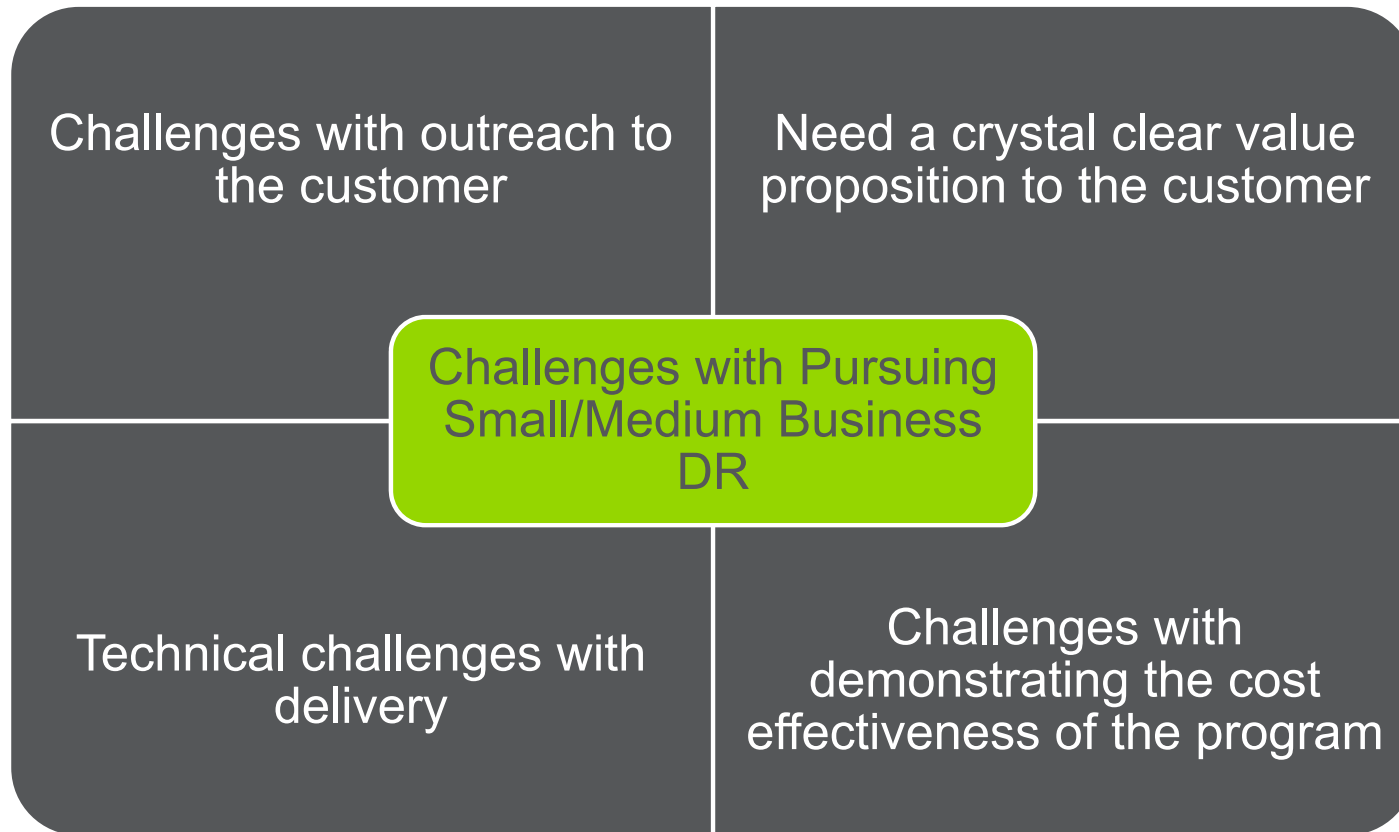 Challenges with outreach to
the customer
Need a crystal clear value
proposition to the customer
Challenges with Pursuing
Small/Medium Business
DR
Technical challenges with
delivery
Challenges with
demonstrating the cost
effectiveness of the program